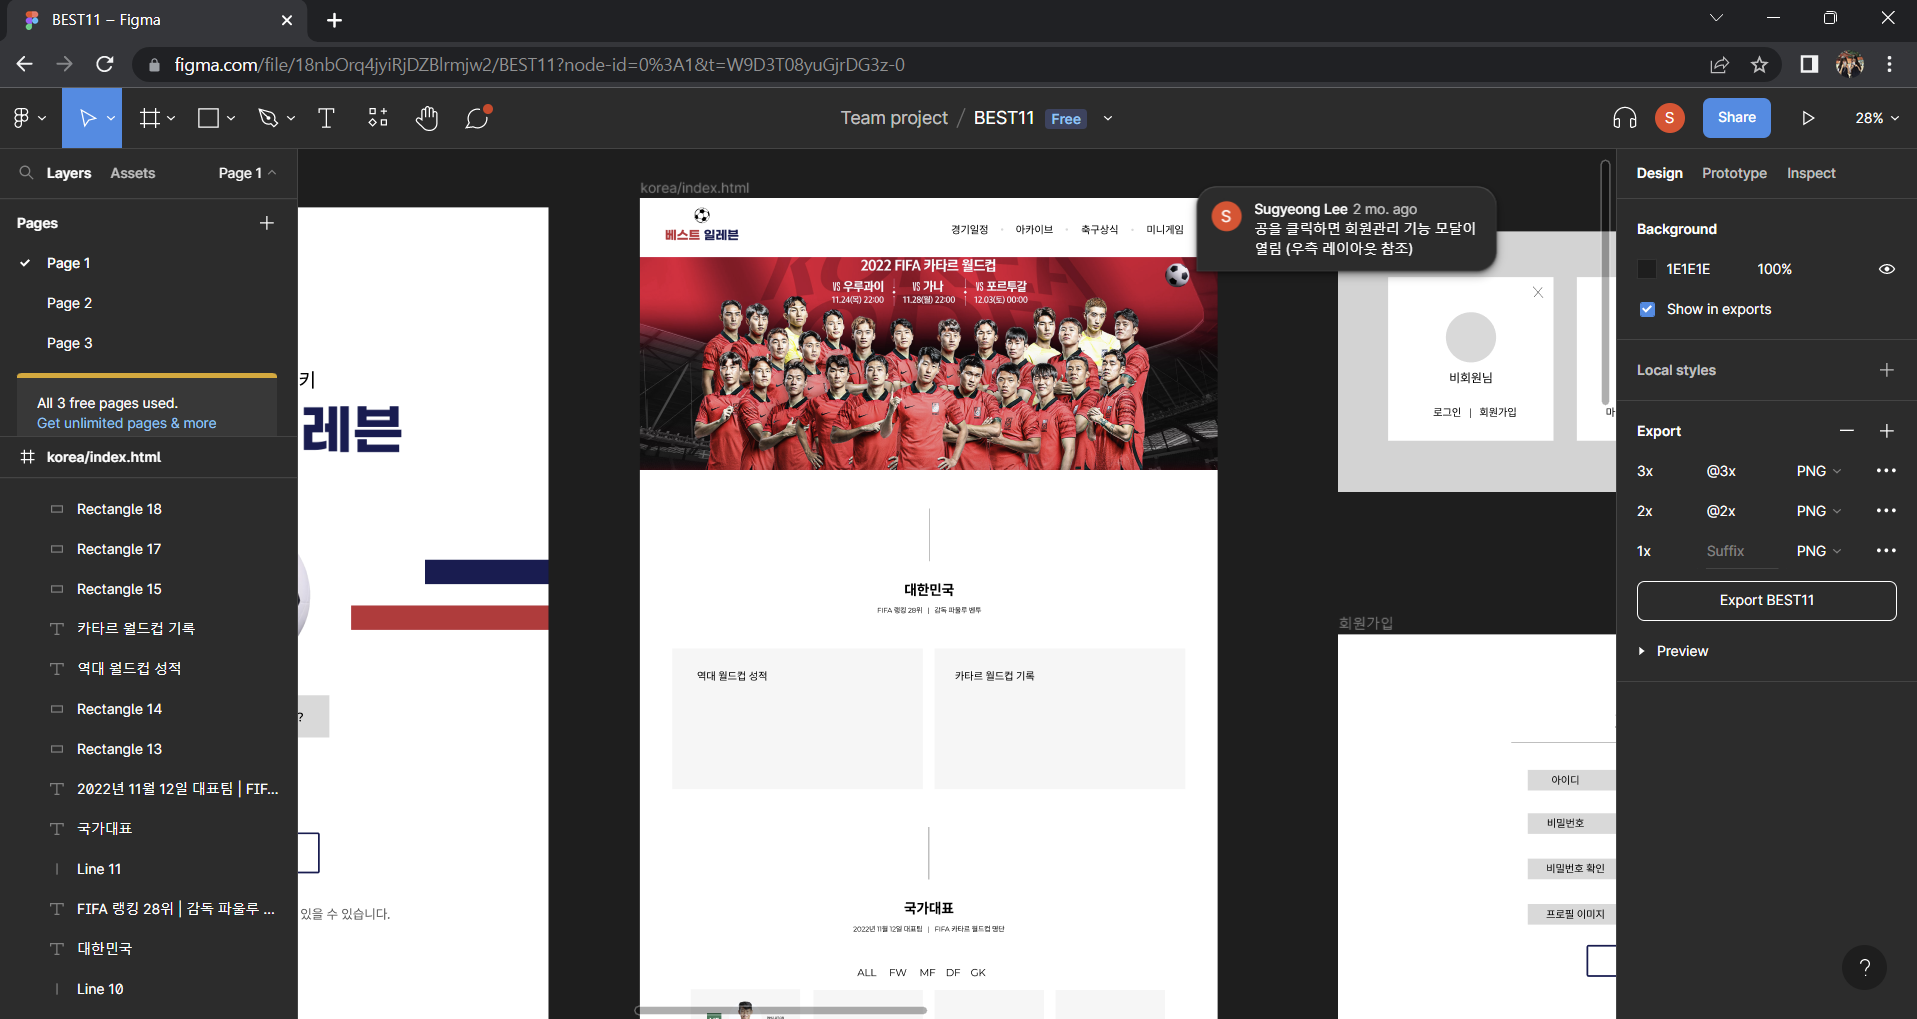 BEST11 – Figma
figma.com/file/18nbOrq4jyiRjDZBlrmjw2/BEST11?node-id=0%3A1&t=W9D3T08yuGjrDG3z-0
Team project / BEST11 Free
S
Share
28%
Layers
Assets
Page 1
Pages
Page 1
Page 2
Page 3
All 3 free pages used.
Get unlimited pages & more
korea/index.html
Rectangle 18
Rectangle 17
Rectangle 15
카타르 월드컵 기록
역대 월드컵 성적
Rectangle 14
Rectangle 13
2022년 11월 12일 대표팀 | FIF...
국가대표
Line 11
FIFA 랭킹 28위 | 감독 파울루 ...
대한민국
Line 10
키
레븐
?
있을 수 있습니다.
korea/index.html
베스트 일레븐
경기일정
아카이브
축구상식
미니게임
2022 FIFA 카타르 월드컵
VS 우루과이
11.24(목) 22:00
VS 가나
11.28(월) 22:00
VS 포르투갈
12.03(토) 00:00
대한민국
FIFA 랭킹 28위 | 감독 파울루 벤투
역대 월드컵 성적
카타르 월드컵 기록
국가대표
2022년 11월 12일 대표팀 | FIFA 카타르 월드컵 명단
ALL FW MF DF GK
S
Sugyeong Lee 2 mo. ago
공을 클릭하면 회원관리 기능 모달이
열림 (우측 레이아웃 참조)
비회원님
로그인 | 회원가입
마
회원가입
아이디
비밀번호
비밀번호 확인
프로필 이미지
Design
Prototype
Inspect
Background
1E1E1E
100%
Show in exports
Local styles
Export
3x @3x PNG
2x @2x PNG
1x Suffix PNG
Export BEST11
Preview
?